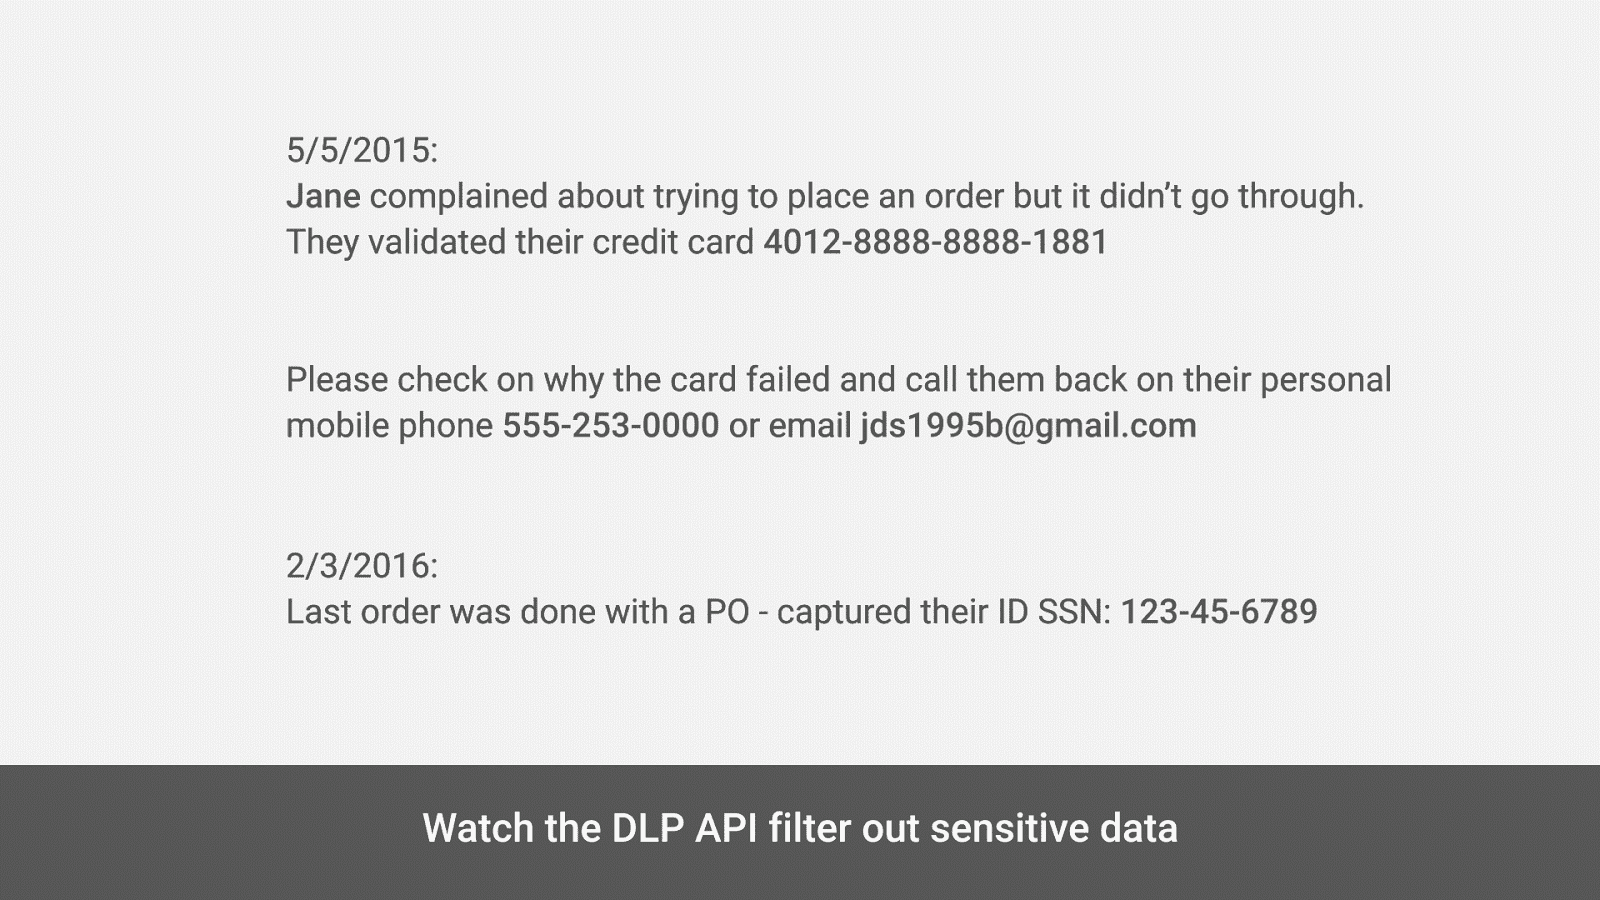 5/5/2015:
Jane complained about trying to place an order but it didn’t go through.
They validated their credit card 4012-8888-8888-1881
Please check on why the card failed and call them back on their personal
mobile phone 555-253-0000 or email jds1995b@gmail.com
2/3/2016:
Last order was done with a PO - captured their ID SSN: 123-45-6789
Watch the DLP API filter out sensitive data